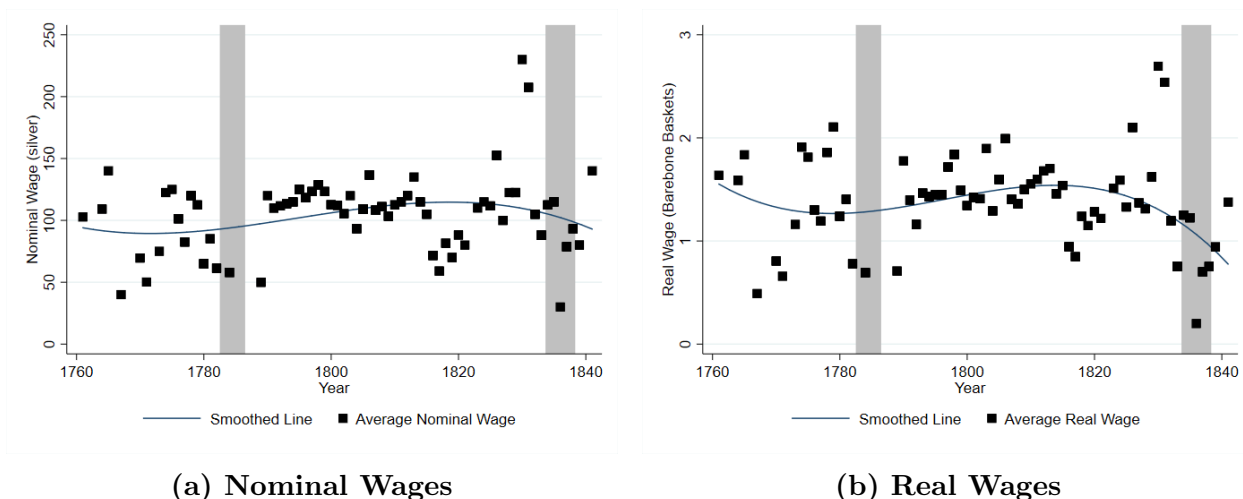 Nominal Wage (silver)
250
200
150
100
50
0
1760
1780
1800
1820
1840
Year
Smoothed Line
Average Nominal Wage
(a) Nominal Wages
Real Wage (Barebone Baskets)
3
2
1
0
1760
1780
1800
1820
1840
Year
Smoothed Line
Average Real Wage
(b) Real Wages